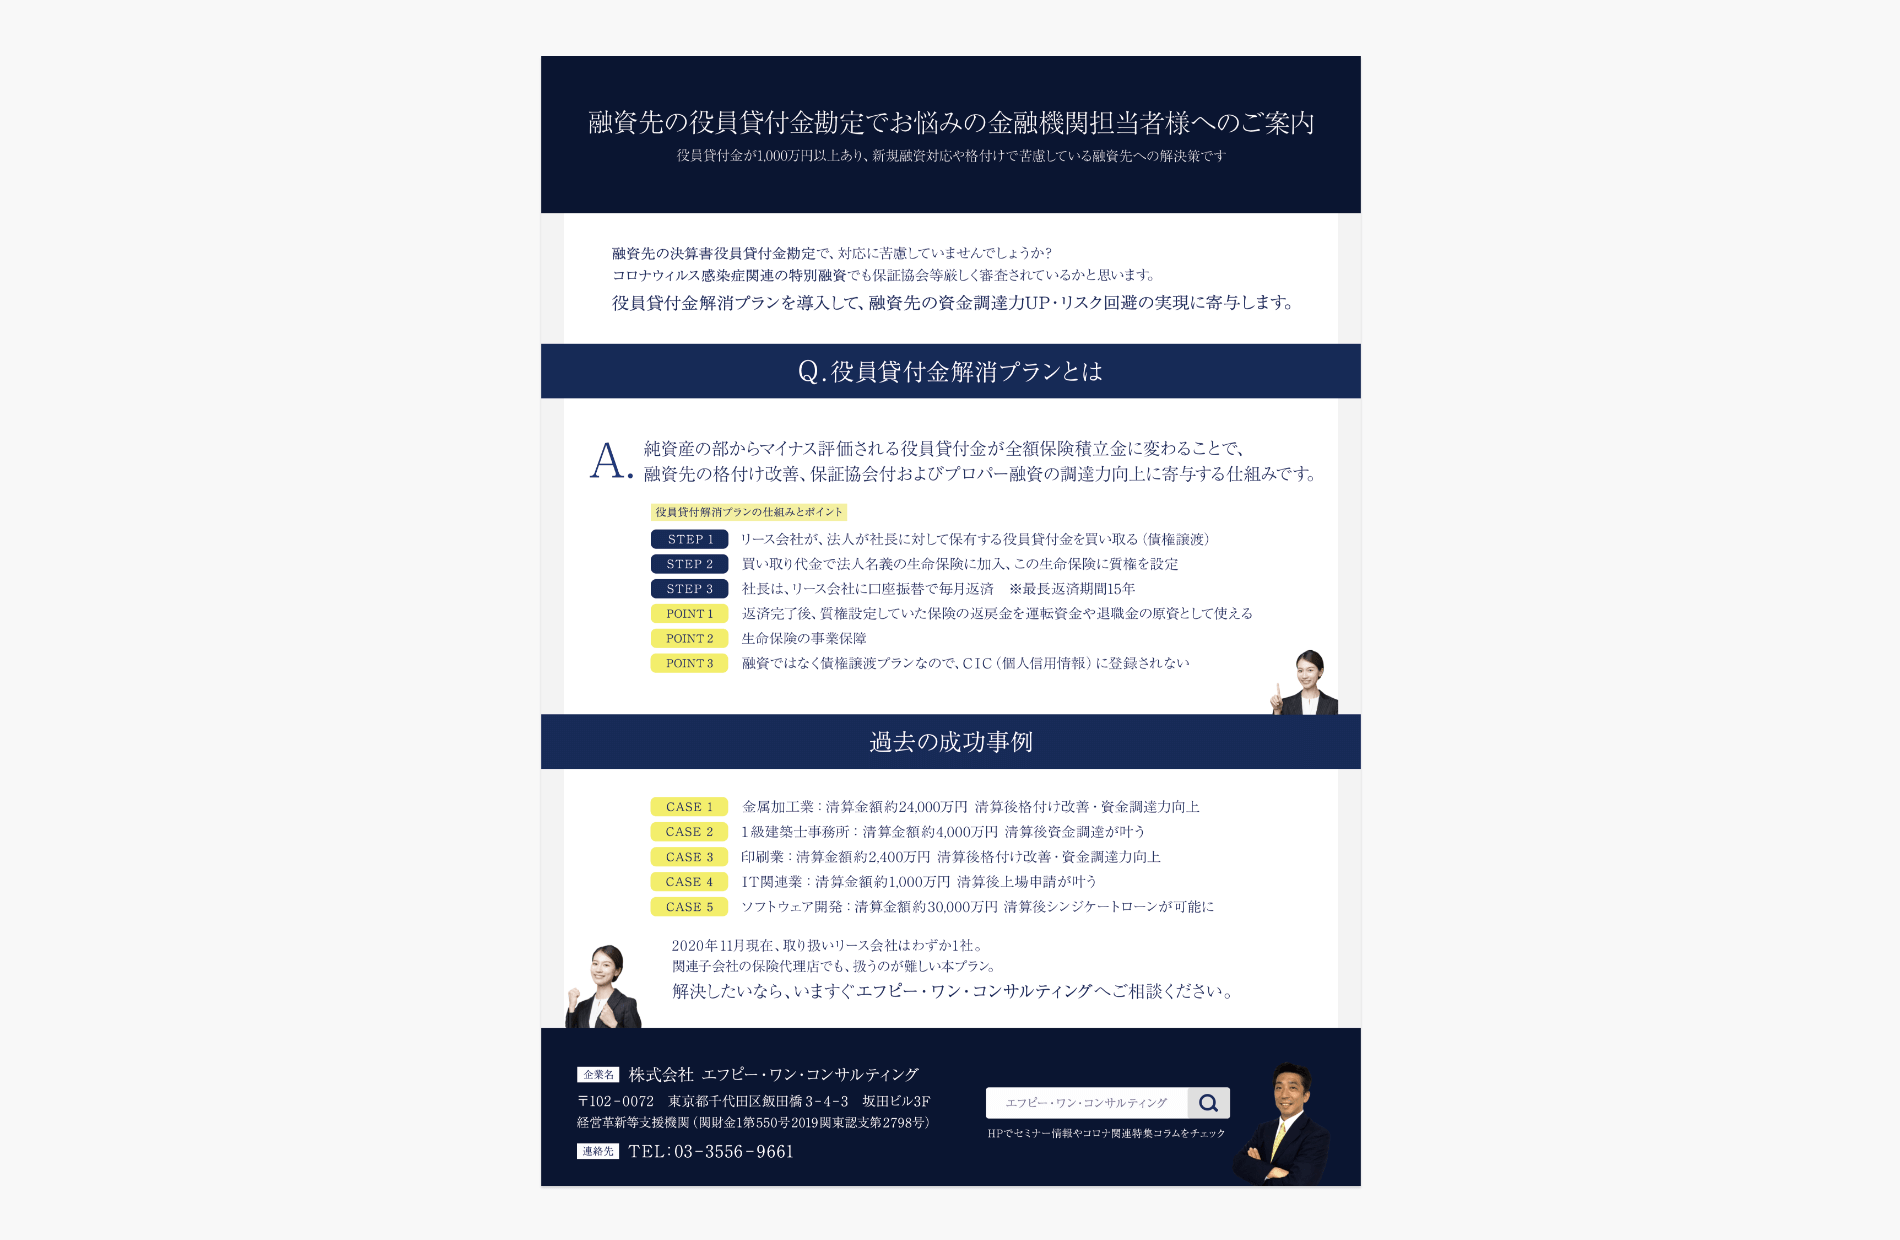 融資先の役員貸付金勘定でお悩みの金融機関担当者様へのご案内
役員貸付金が1,000万円以上あり、新規融資対応や格付けで苦慮している融資先への解決策です
融資先の決算書役員貸付金勘定で、対応に苦慮していませんでしょうか?
コロナウィルス感染症関連の特別融資でも保証協会等厳しく審査されているかと思います。
役員貸付金解消プランを導入して、融資先の資金調達力UP・リスク回避の実現に寄与します。
Q.役員貸付金解消プランとは
A. 純資産の部からマイナス評価される役員貸付金が全額保険積立金に変わることで、
融資先の格付け改善、保証協会付およびプロパー融資の調達力向上に寄与する仕組みです。
役員貸付解消プランの仕組みとポイント
STEP 1 リース会社が、法人が社長に対して保有する役員貸付金を買い取る（債権譲渡）
STEP 2 買い取り代金で法人名義の生命保険に加入、この生命保険に質権を設定
STEP 3 社長は、リース会社に口座振替で毎月返済　※最長返済期間15年
POINT 1 返済完了後、質権設定していた保険の返戻金を運転資金や退職金の原資として使える
POINT 2 生命保険の事業保障
POINT 3 融資ではなく債権譲渡プランなので、CIC（個人信用情報）に登録されない
過去の成功事例
CASE 1 金属加工業：清算金額約24,000万円 清算後格付け改善・資金調達力向上
CASE 2 1級建築士事務所：清算金額約4,000万円 清算後資金調達が叶う
CASE 3 印刷業：清算金額約2,400万円 清算後格付け改善・資金調達力向上
CASE 4 IT関連業：清算金額約1,000万円 清算後上場申請が叶う
CASE 5 ソフトウェア開発：清算金額約30,000万円 清算後シンジケートローンが可能に
2020年11月現在、取り扱いリース会社はわずか1社。
関連子会社の保険代理店でも、扱うのが難しい本プラン。
解決したいなら、いますぐエフピー・ワン・コンサルティングへご相談ください。
企業名 株式会社 エフピー・ワン・コンサルティング
〒102-0072　東京都千代田区飯田橋3-4-3　坂田ビル3F
経営革新等支援機関（関財金1第550号2019関東認支第2798号）
連絡先 TEL：03-3556-9661
エフピー・ワン・コンサルティング
HPでセミナー情報やコロナ関連特集コラムをチェック